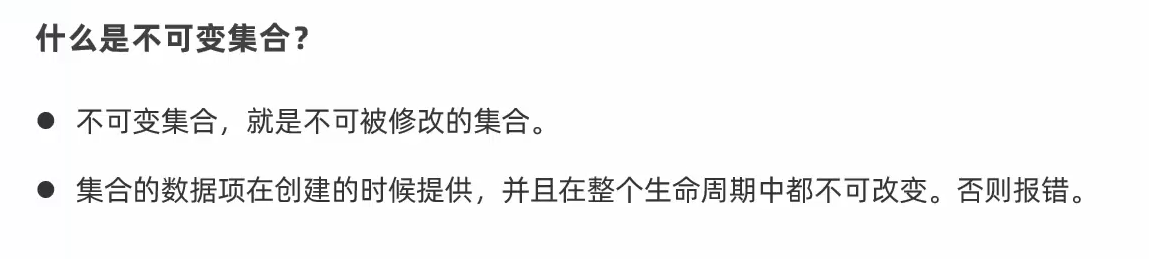 什么是不可变集合？
● 不可变集合，就是不可被修改的集合。
● 集合的数据项在创建的时候提供，并且在整个生命周期中都不可改变。否则报错。